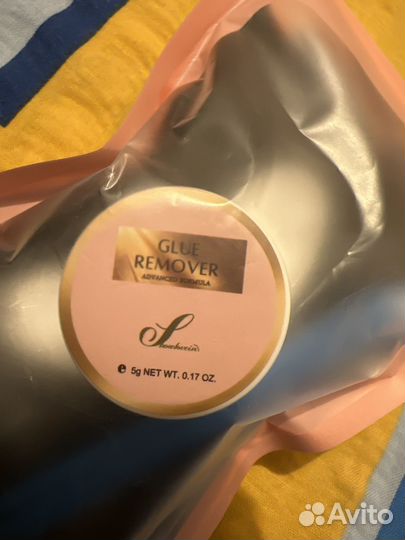 GLUE
REMOVER
ADVANCED FORMULA
℮ 5g NET WT. 0.17 OZ.
Avito